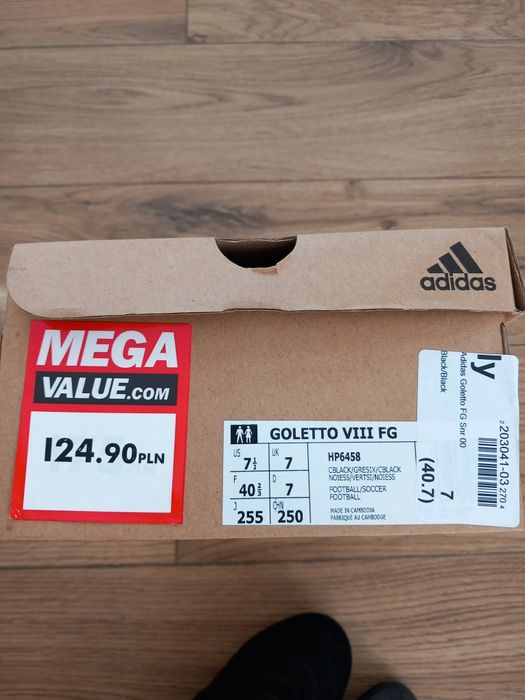 adidas
MEGA
VALUE.COM
124.90 PLN
GOLETTO VIII FG
US 7½ UK 7
F 40⅔ D 7
J 255 CHN 250
HP6458
CBLACK/GRESIX/CBLACK
NOIESS/VERTSI/NOIESS
FOOTBALL/SOCCER
FOOTBALL
MADE IN CAMBODIA
FABRIQUÉ AU CAMBODGE
ly
Adidas Goletto FG Snr 00
Black/Black
7
(40.7)
203041-03